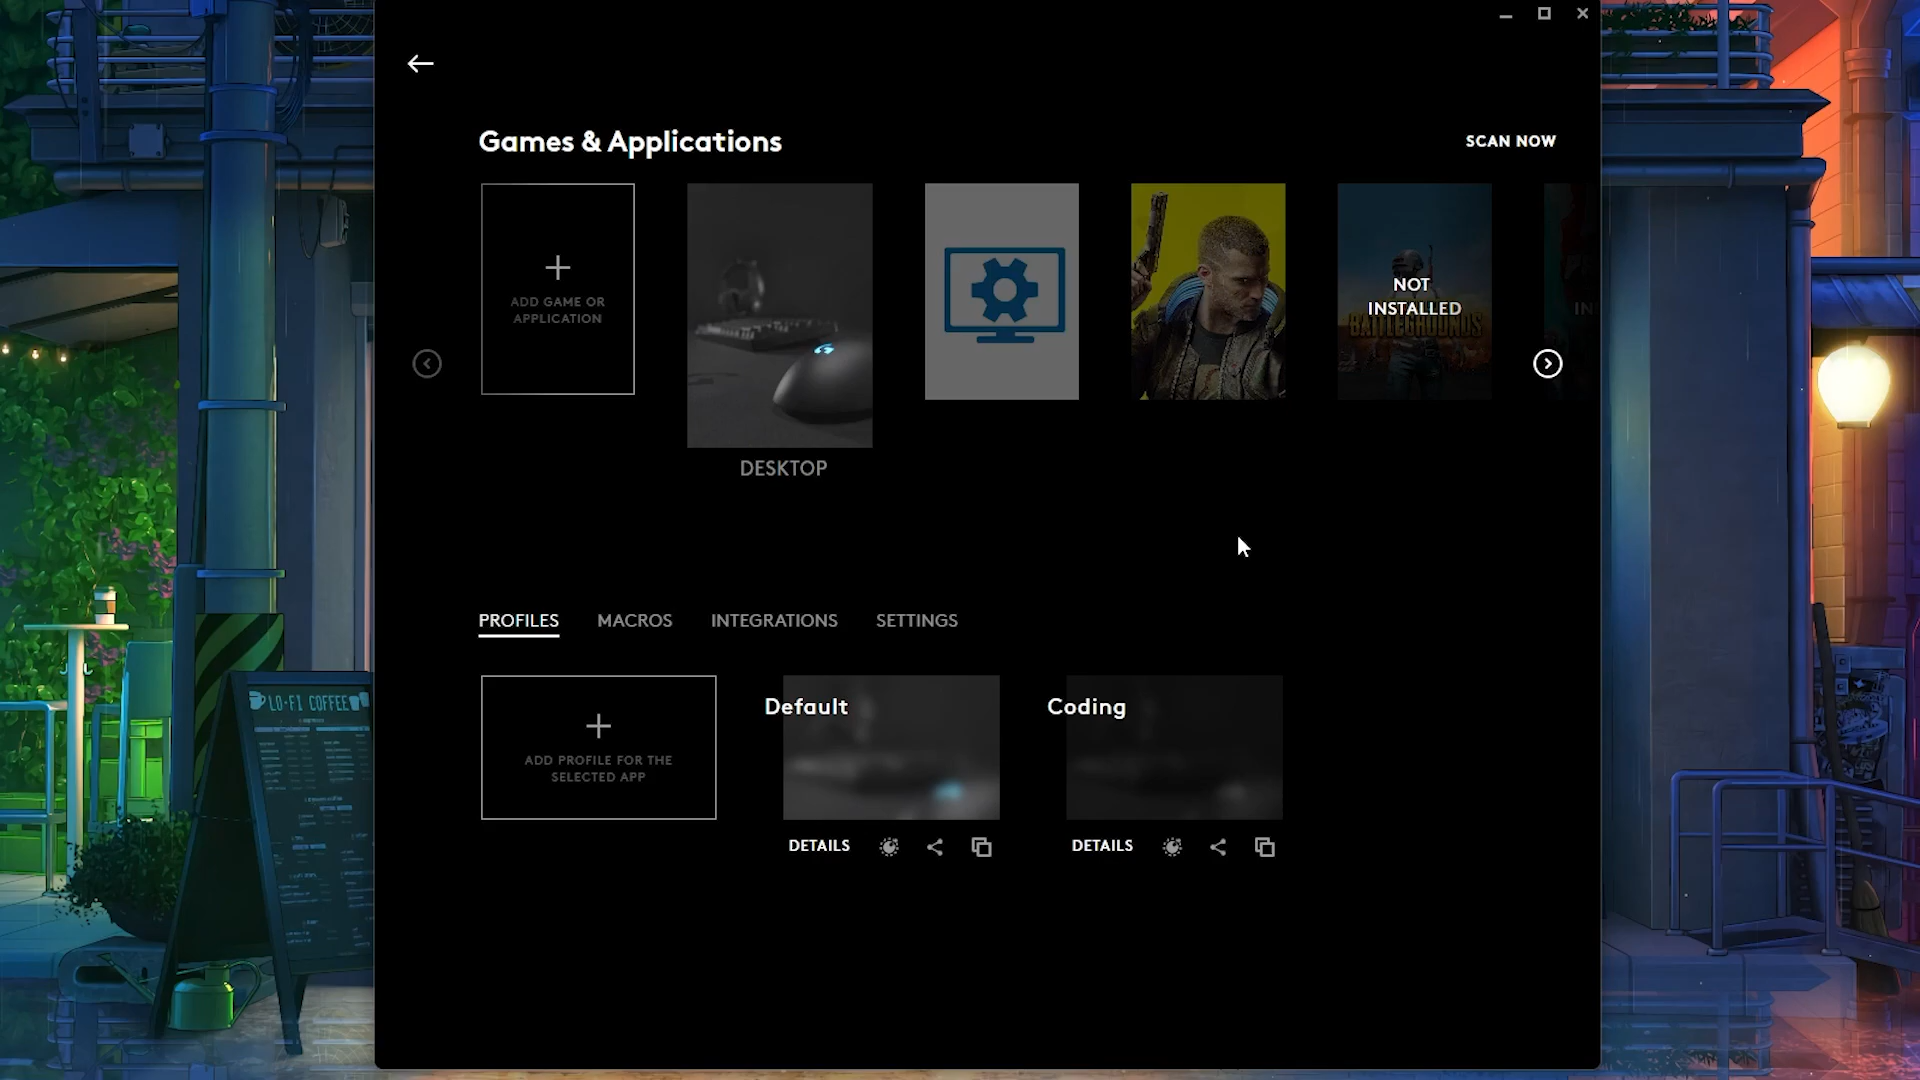 Games & Applications
SCAN NOW
ADD GAME OR
APPLICATION
NOT
INSTALLED
BATTLEGROUNDS
IN
DESKTOP
PROFILES
MACROS
INTEGRATIONS
SETTINGS
ADD PROFILE FOR THE
SELECTED APP
Default
Coding
DETAILS
DETAILS
LO-FI COFFEE